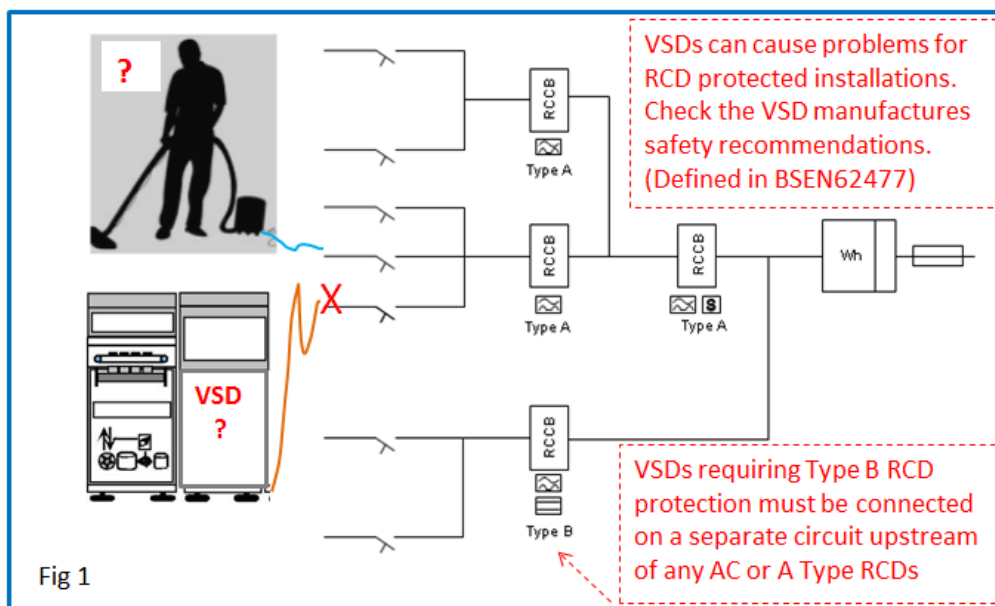 ?
VSDs can cause problems for
RCD protected installations.
Check the VSD manufactures
safety recommendations.
(Defined in BSEN62477)
RCCB
Type A
RCCB
Type A
RCCB
S
Type A
Wh
X
VSD
?
RCCB
Type B
VSDs requiring Type B RCD
protection must be connected
on a separate circuit upstream
of any AC or A Type RCDs
Fig 1